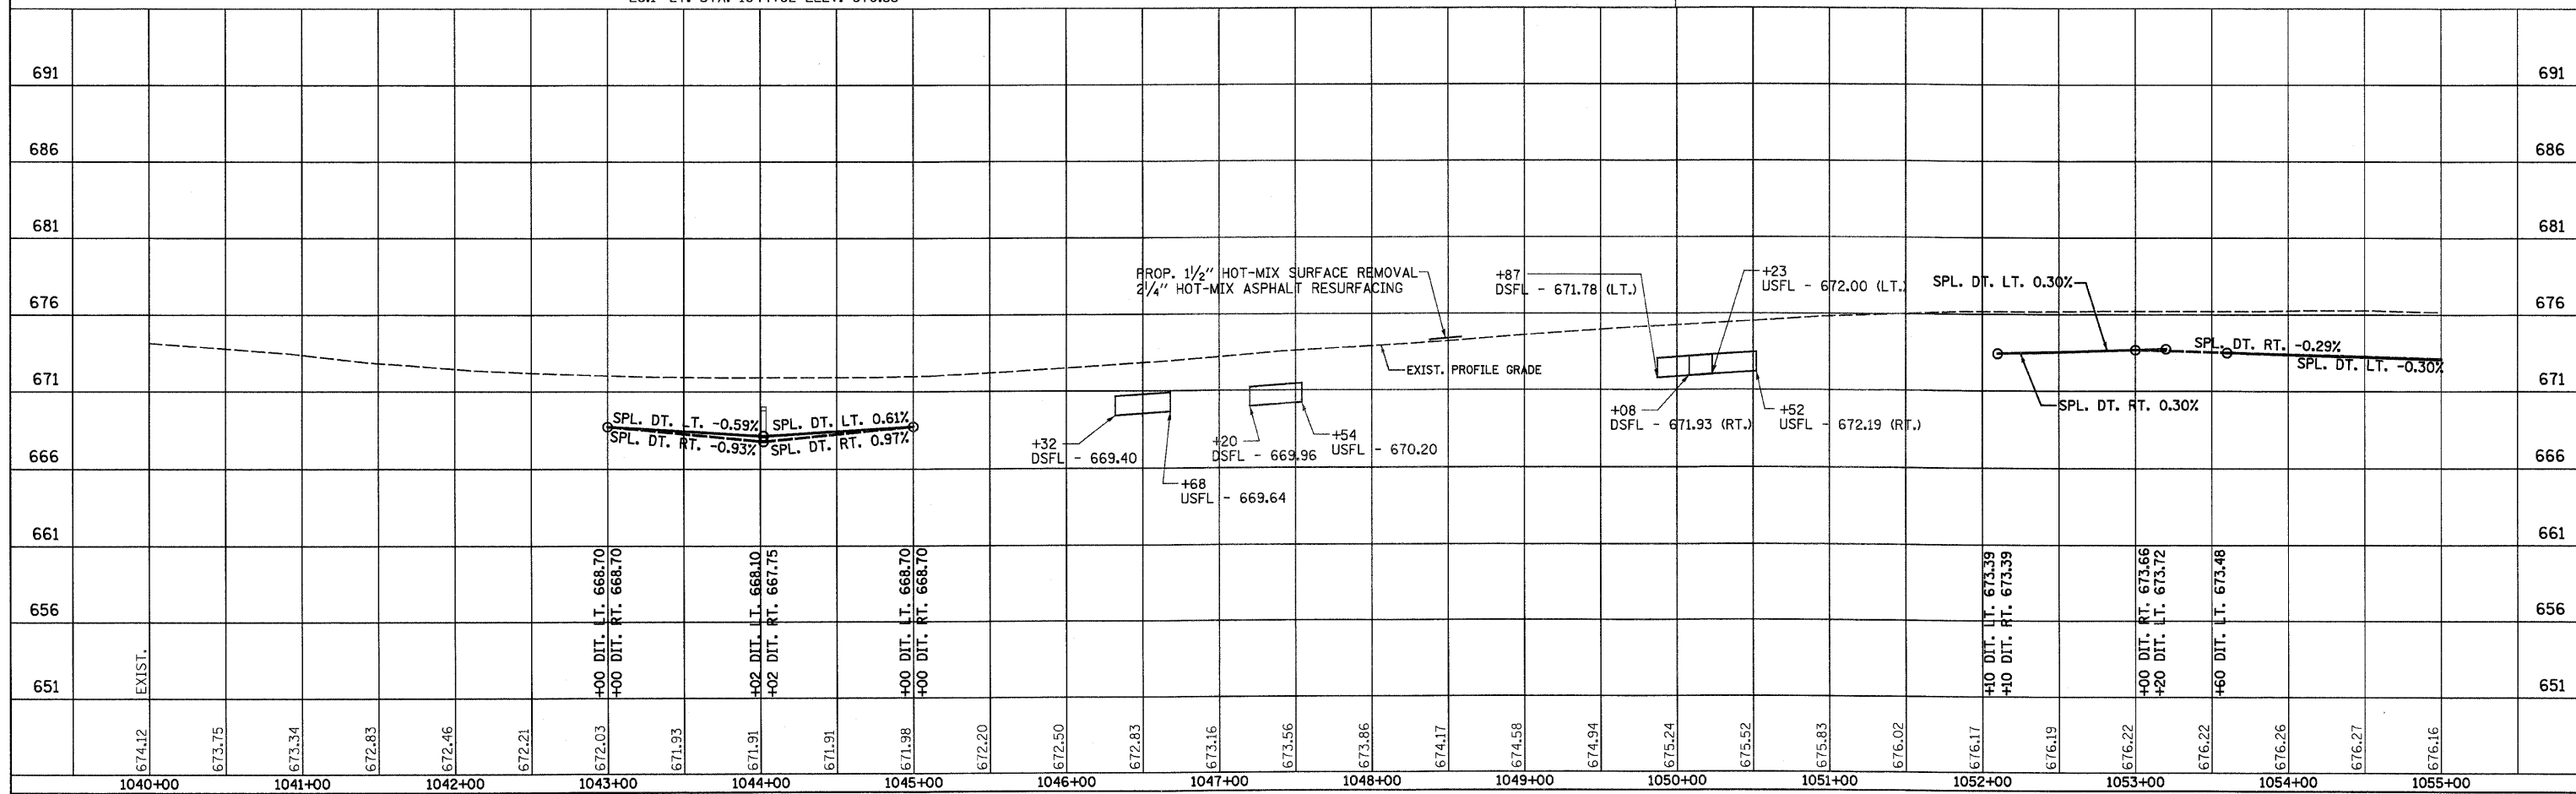 691
691
686
686
681
681
PROP. 1 1/2" HOT-MIX SURFACE REMOVAL
2 1/4" HOT-MIX ASPHALT RESURFACING
+87
DSFL - 671.78 (LT.)
+23
USFL - 672.00 (LT.)
SPL. DT. LT. 0.30%
676
676
SPL. DT. RT. -0.29%
SPL. DT. LT. -0.30%
EXIST. PROFILE GRADE
671
671
SPL. DT. LT. -0.59%
SPL. DT. LT. 0.61%
SPL. DT. RT. -0.93%
SPL. DT. RT. 0.97%
+32
DSFL - 669.40
+68
USFL - 669.64
+20
DSFL - 669.96
+54
USFL - 670.20
+08
DSFL - 671.93 (RT.)
+52
USFL - 672.19 (RT.)
SPL. DT. RT. 0.30%
666
666
661
661
656
656
651
651
EXIST.
+00 DIT. LT. 668.70
+00 DIT. RT. 668.70
+02 DIT. LT. 668.10
+02 DIT. RT. 667.75
+00 DIT. LT. 668.70
+00 DIT. RT. 668.70
+10 DIT. LT. 673.39
+10 DIT. RT. 673.39
+00 DIT. RT. 673.66
+20 DIT. LT. 673.72
+60 DIT. LT. 673.48
674.12 673.75 673.34 672.83 672.46 672.21 672.03 671.93 671.91 671.91 671.98 672.20 672.50 672.83 673.16 673.56 673.86 674.17 674.58 674.94 675.24 675.52 675.83 676.02 676.17 676.19 676.22 676.22 676.26 676.27 676.16
1040+00 1041+00 1042+00 1043+00 1044+00 1045+00 1046+00 1047+00 1048+00 1049+00 1050+00 1051+00 1052+00 1053+00 1054+00 1055+00